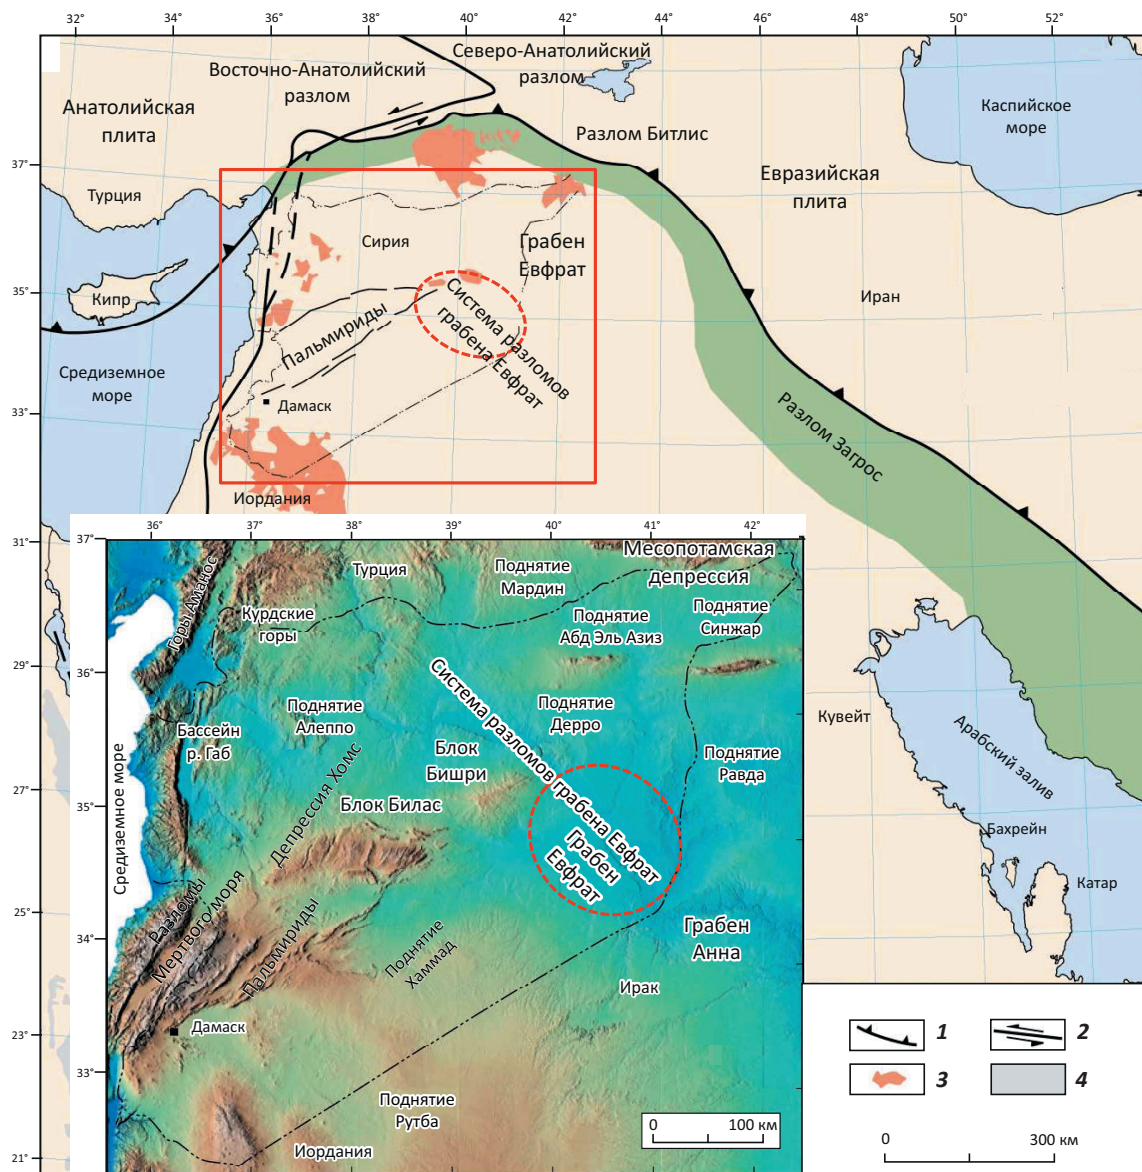 32° 34° 36° 38° 40° 42° 44° 46° 48° 50° 52°
Северо-Анатолийский
разлом
Восточно-Анатолийский
разлом
Анатолийская
плита
Каспийское
море
Разлом Битлис
37°
Евразийская
плита
Турция
Сирия
Грабен
Евфрат
35°
Кипр
Иран
Система разломов
грабена Евфрат
Пальмириды
Средиземное
море
Дамаск
33°
Разлом Загрос
Иордания
31°
29°
27°
25°
23°
21°
36° 37° 38° 39° 40° 41° 42°
37°
36°
35°
34°
33°
Месопотамская
депрессия
Турция
Поднятие
Мардин
Горы Аманос
Курдские
горы
Поднятие
Абд Эль Азиз
Поднятие
Синжар
Система разломов грабена Евфрат
Поднятие
Алеппо
Поднятие
Дерро
Бассейн
р. Габ
Блок
Бишри
Поднятие
Равда
Средиземное море
Депрессия Хомс
Блок Билас
Грабен
Евфрат
Разломы
Мертвого моря
Пальмириды
Поднятие
Хаммад
Грабен
Анна
Ирак
Дамаск
Поднятие
Рутба
Иордания
0 100 км
Кувейт
Арабский залив
Бахрейн
Катар
1
2
3
4
0 300 км